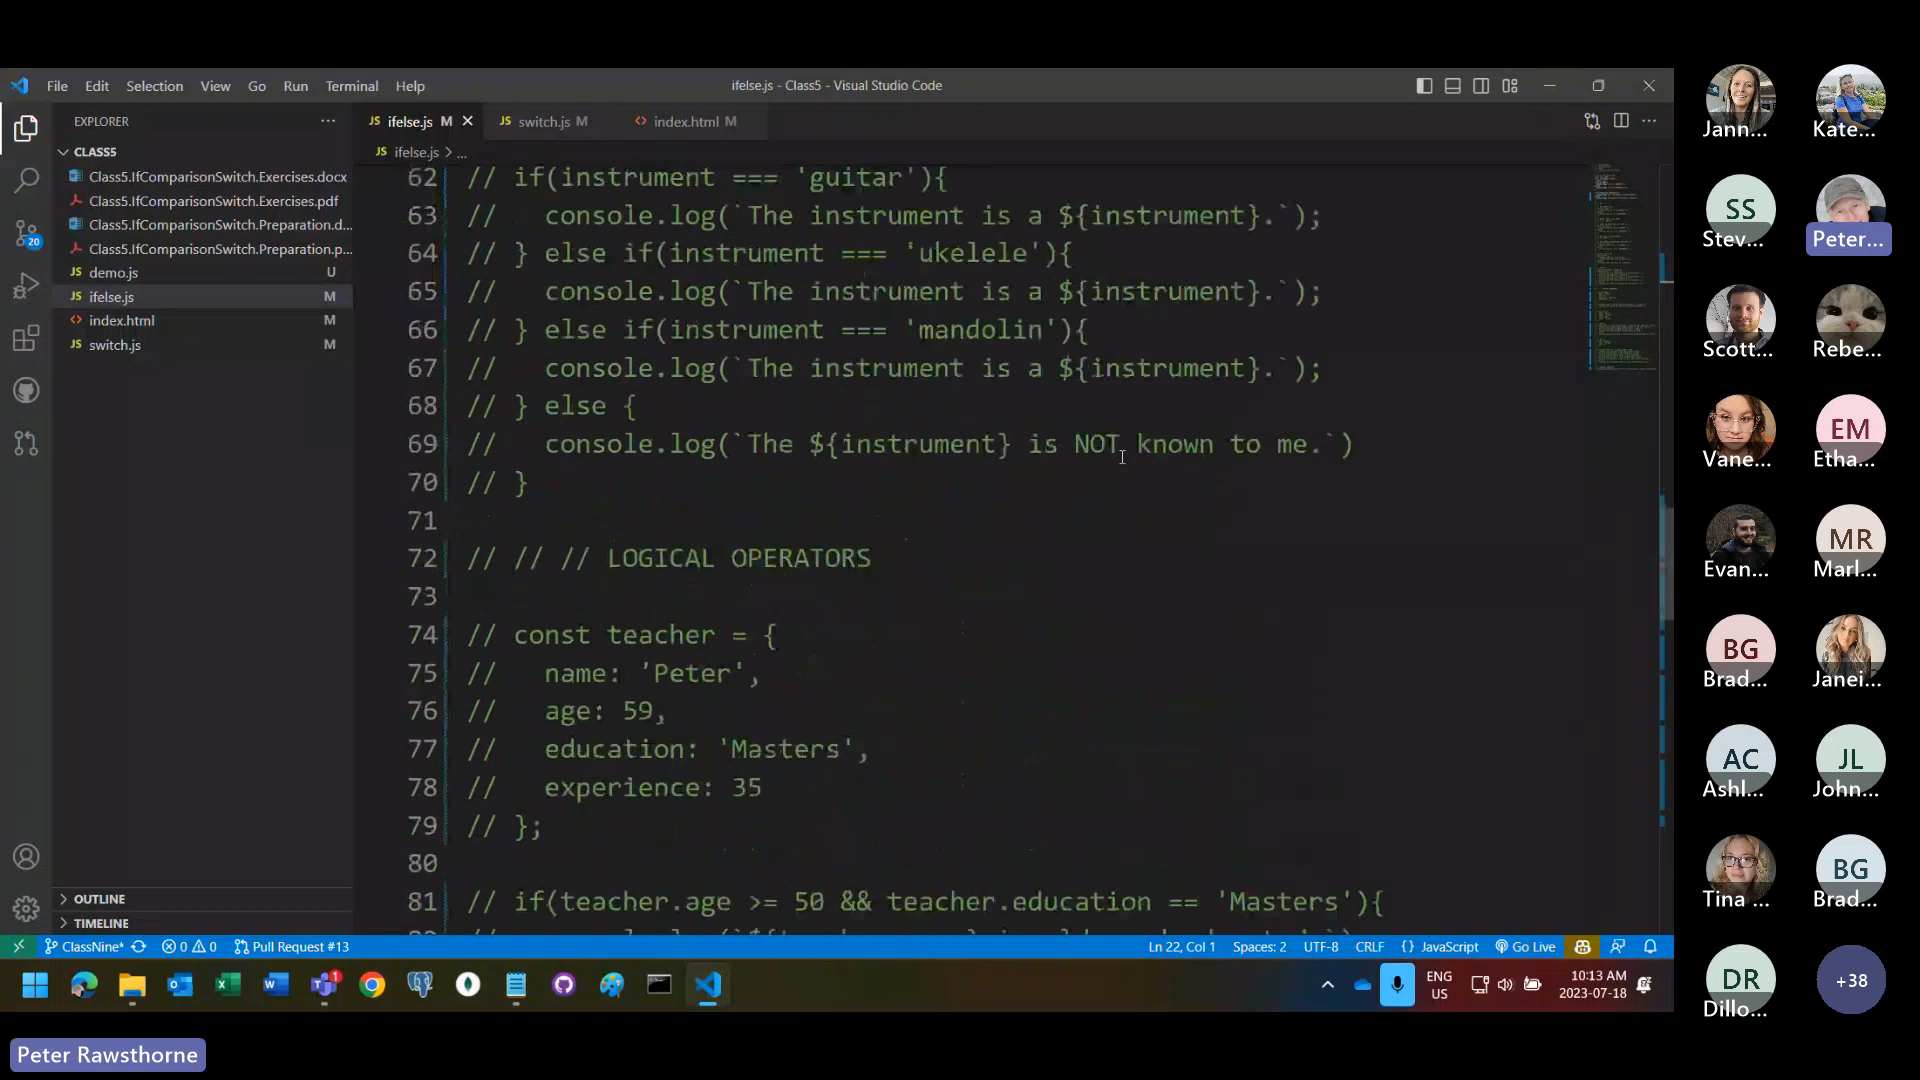 File Edit Selection View Go Run Terminal Help
ifelse.js - Class5 - Visual Studio Code
EXPLORER
CLASS5
Class5.IfComparisonSwitch.Exercises.docx
Class5.IfComparisonSwitch.Exercises.pdf
Class5.IfComparisonSwitch.Preparation.d...
Class5.IfComparisonSwitch.Preparation.p...
JS demo.js U
JS ifelse.js M
<> index.html M
JS switch.js M
20
OUTLINE
TIMELINE
JS ifelse.js M
JS switch.js M
<> index.html M
JS ifelse.js > ...
62 // if(instrument === 'guitar'){
63 //   console.log(`The instrument is a ${instrument}.`);
64 // } else if(instrument === 'ukelele'){
65 //   console.log(`The instrument is a ${instrument}.`);
66 // } else if(instrument === 'mandolin'){
67 //   console.log(`The instrument is a ${instrument}.`);
68 // } else {
69 //   console.log(`The ${instrument} is NOT known to me.`)
70 // }
71
72 // // // LOGICAL OPERATORS
73
74 // const teacher = {
75 //   name: 'Peter',
76 //   age: 59,
77 //   education: 'Masters',
78 //   experience: 35
79 // };
80
81 // if(teacher.age >= 50 && teacher.education == 'Masters'){
ClassNine* 0 0 Pull Request #13
Ln 22, Col 1 Spaces: 2 UTF-8 CRLF {} JavaScript Go Live
1
ENG
US
10:13 AM
2023-07-18
Peter Rawsthorne
Jann... Kate...
SS
Stev... Peter...
Scott... Rebe...
EM
Vane... Etha...
MR
Evan... Marl...
BG
Brad... Janei...
AC JL
Ashl... John...
BG
Tina ... Brad...
DR +38
Dillo...